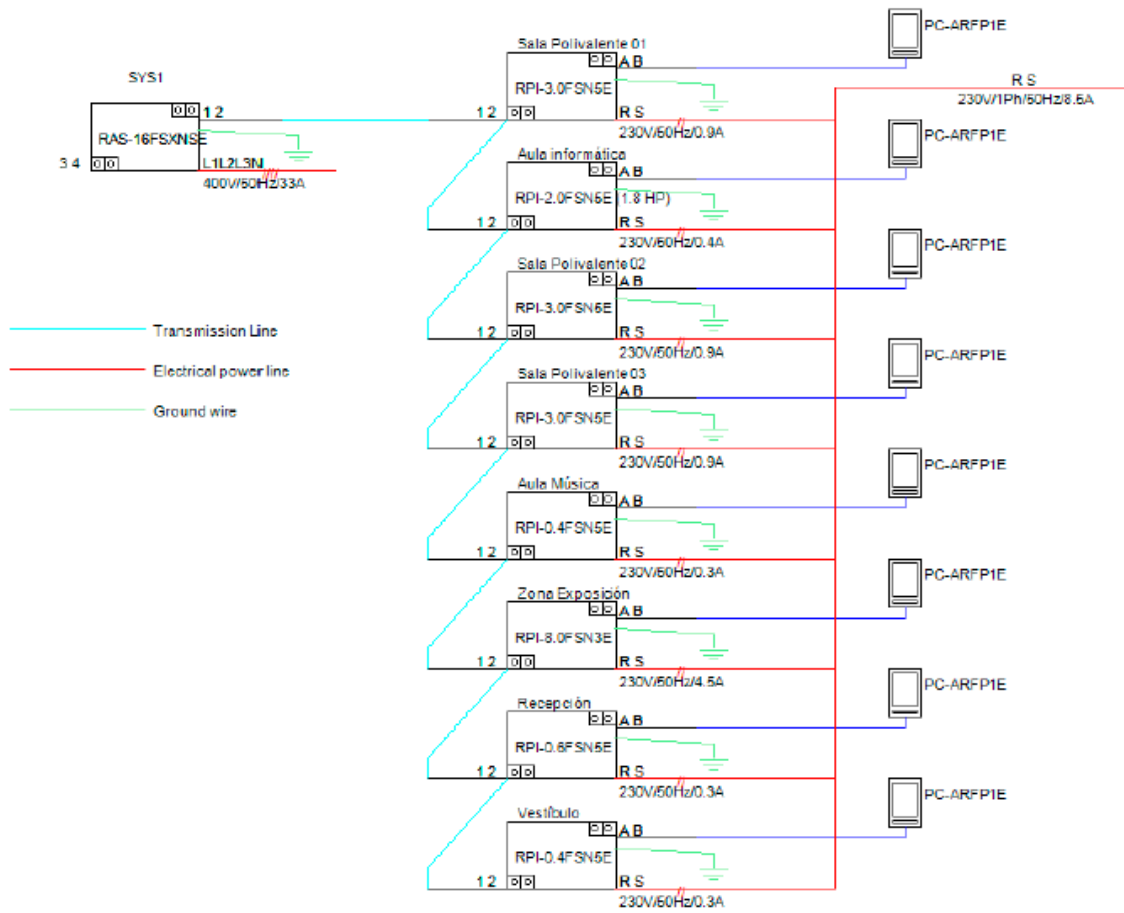 SYS1
1 2
RAS-16FSXNSE
3 4
L1L2L3N
400V/50Hz/33A
Transmission Line
Electrical power line
Ground wire
R S
230V/1Ph/50Hz/8.5A
Sala Polivalente 01
A B
RPI-3.0FSN5E
1 2
R S
230V/50Hz/0.9A
PC-ARFP1E
Aula informática
A B
RPI-2.0FSN5E (1.8 HP)
1 2
R S
230V/50Hz/0.4A
PC-ARFP1E
Sala Polivalente 02
A B
RPI-3.0FSN5E
1 2
R S
230V/50Hz/0.9A
PC-ARFP1E
Sala Polivalente 03
A B
RPI-3.0FSN5E
1 2
R S
230V/50Hz/0.9A
PC-ARFP1E
Aula Música
A B
RPI-0.4FSN5E
1 2
R S
230V/50Hz/0.3A
PC-ARFP1E
Zona Exposición
A B
RPI-8.0FSN3E
1 2
R S
230V/50Hz/4.5A
PC-ARFP1E
Recepción
A B
RPI-0.6FSN5E
1 2
R S
230V/50Hz/0.3A
PC-ARFP1E
Vestíbulo
A B
RPI-0.4FSN5E
1 2
R S
230V/50Hz/0.3A
PC-ARFP1E